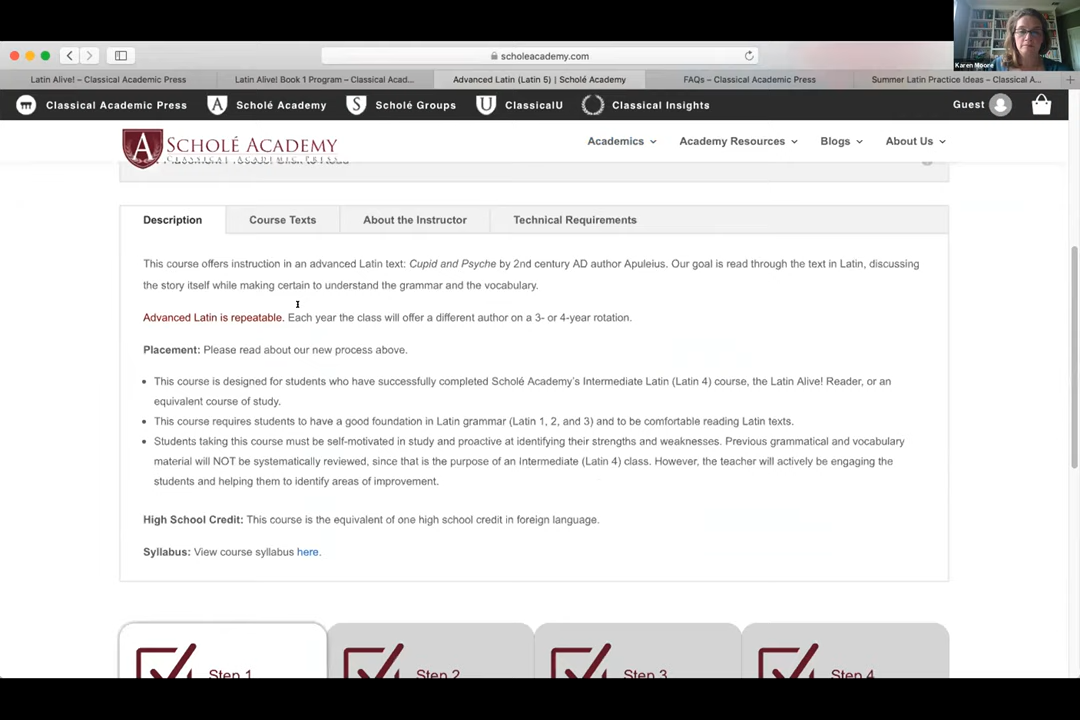 Karen Moore
scholeacademy.com
Latin Alive! – Classical Academic Press
Latin Alive! Book 1 Program – Classical Acad...
Advanced Latin (Latin 5) | Scholé Academy
FAQs – Classical Academic Press
Summer Latin Practice Ideas – Classical A...
Classical Academic Press
Scholé Academy
Scholé Groups
ClassicalU
Classical Insights
Guest
SCHOLÉ ACADEMY
CLASSICAL ACADEMIC PRESS
Academics
Academy Resources
Blogs
About Us
Description
Course Texts
About the Instructor
Technical Requirements
This course offers instruction in an advanced Latin text: Cupid and Psyche by 2nd century AD author Apuleius. Our goal is read through the text in Latin, discussing
the story itself while making certain to understand the grammar and the vocabulary.
Advanced Latin is repeatable. Each year the class will offer a different author on a 3- or 4-year rotation.
Placement: Please read about our new process above.
• This course is designed for students who have successfully completed Scholé Academy's Intermediate Latin (Latin 4) course, the Latin Alive! Reader, or an
equivalent course of study.
• This course requires students to have a good foundation in Latin grammar (Latin 1, 2, and 3) and to be comfortable reading Latin texts.
• Students taking this course must be self-motivated in study and proactive at identifying their strengths and weaknesses. Previous grammatical and vocabulary
material will NOT be systematically reviewed, since that is the purpose of an Intermediate (Latin 4) class. However, the teacher will actively be engaging the
students and helping them to identify areas of improvement.
High School Credit: This course is the equivalent of one high school credit in foreign language.
Syllabus: View course syllabus here.
Step 1
Step 2
Step 3
Step 4